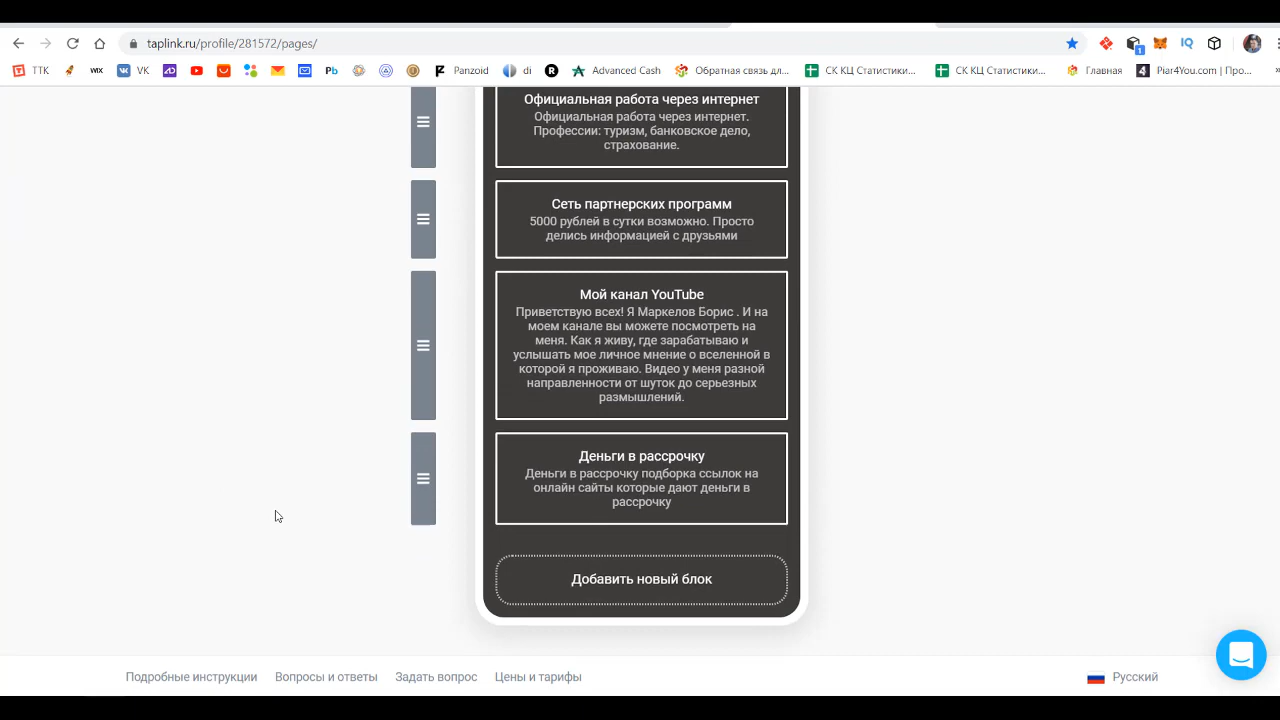 taplink.ru/profile/281572/pages/
1
ТТК
WIX
VK
Pb
Panzoid
di
Advanced Cash
Обратная связь дл...
СК КЦ Статистики...
СК КЦ Статистики...
Главная
Piar4You.com | Про...
Официальная работа через интернет
Официальная работа через интернет.
Профессии: туризм, банковское дело,
страхование.
Сеть партнерских программ
5000 рублей в сутки возможно. Просто
делись информацией с друзьями
Мой канал YouTube
Приветствую всех! Я Маркелов Борис . И на
моем канале вы можете посмотреть на
меня. Как я живу, где зарабатываю и
услышать мое личное мнение о вселенной в
которой я проживаю. Видео у меня разной
направленности от шуток до серьезных
размышлений.
Деньги в рассрочку
Деньги в рассрочку подборка ссылок на
онлайн сайты которые дают деньги в
рассрочку
Добавить новый блок
Подробные инструкции
Вопросы и ответы
Задать вопрос
Цены и тарифы
Русский